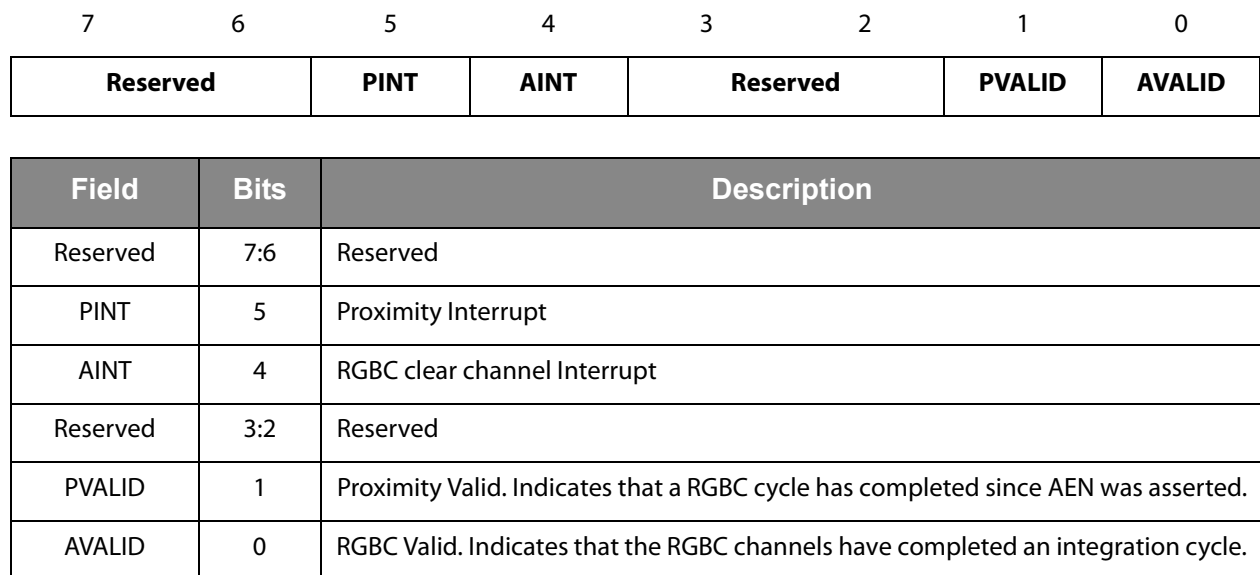 7 6 5 4 3 2 1 0
Reserved PINT AINT Reserved PVALID AVALID
Field Bits Description
Reserved 7:6 Reserved
PINT 5 Proximity Interrupt
AINT 4 RGBC clear channel Interrupt
Reserved 3:2 Reserved
PVALID 1 Proximity Valid. Indicates that a RGBC cycle has completed since AEN was asserted.
AVALID 0 RGBC Valid. Indicates that the RGBC channels have completed an integration cycle.